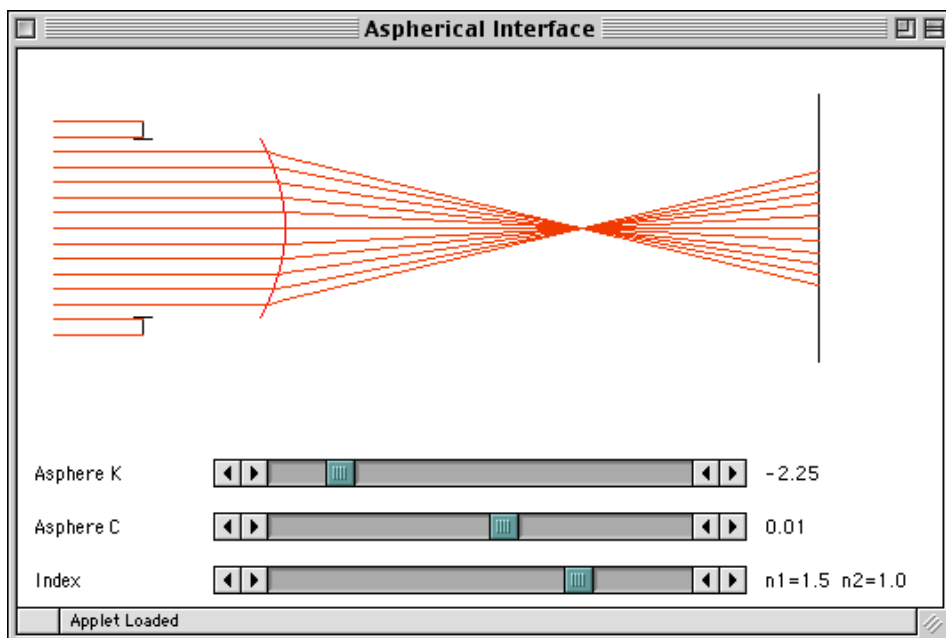 Aspherical Interface
Asphere K -2.25
Asphere C 0.01
Index n1=1.5 n2=1.0
Applet Loaded